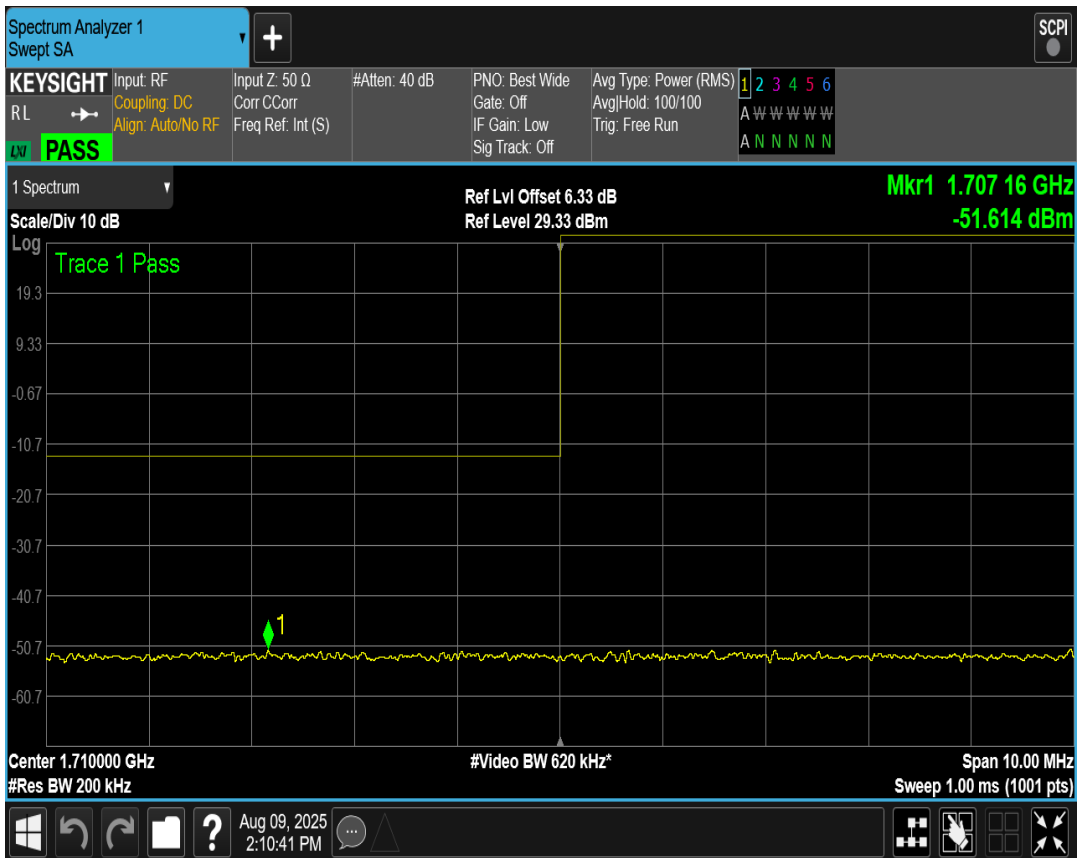 Spectrum Analyzer 1
Swept SA
+
SCPI
KEYSIGHT
RL
LXI PASS
Input: RF
Coupling: DC
Align: Auto/No RF
Input Z: 50 Ω
Corr CCorr
Freq Ref: Int (S)
#Atten: 40 dB
PNO: Best Wide
Gate: Off
IF Gain: Low
Sig Track: Off
Avg Type: Power (RMS)
Avg|Hold: 100/100
Trig: Free Run
1 2 3 4 5 6
A W W W W W
A N N N N N
1 Spectrum
Scale/Div 10 dB
Ref Lvl Offset 6.33 dB
Ref Level 29.33 dBm
Mkr1 1.707 16 GHz
-51.614 dBm
Log
Trace 1 Pass
19.3
9.33
-0.67
-10.7
-20.7
-30.7
-40.7
1
-50.7
-60.7
Center 1.710000 GHz
#Res BW 200 kHz
#Video BW 620 kHz*
Span 10.00 MHz
Sweep 1.00 ms (1001 pts)
?
Aug 09, 2025
2:10:41 PM